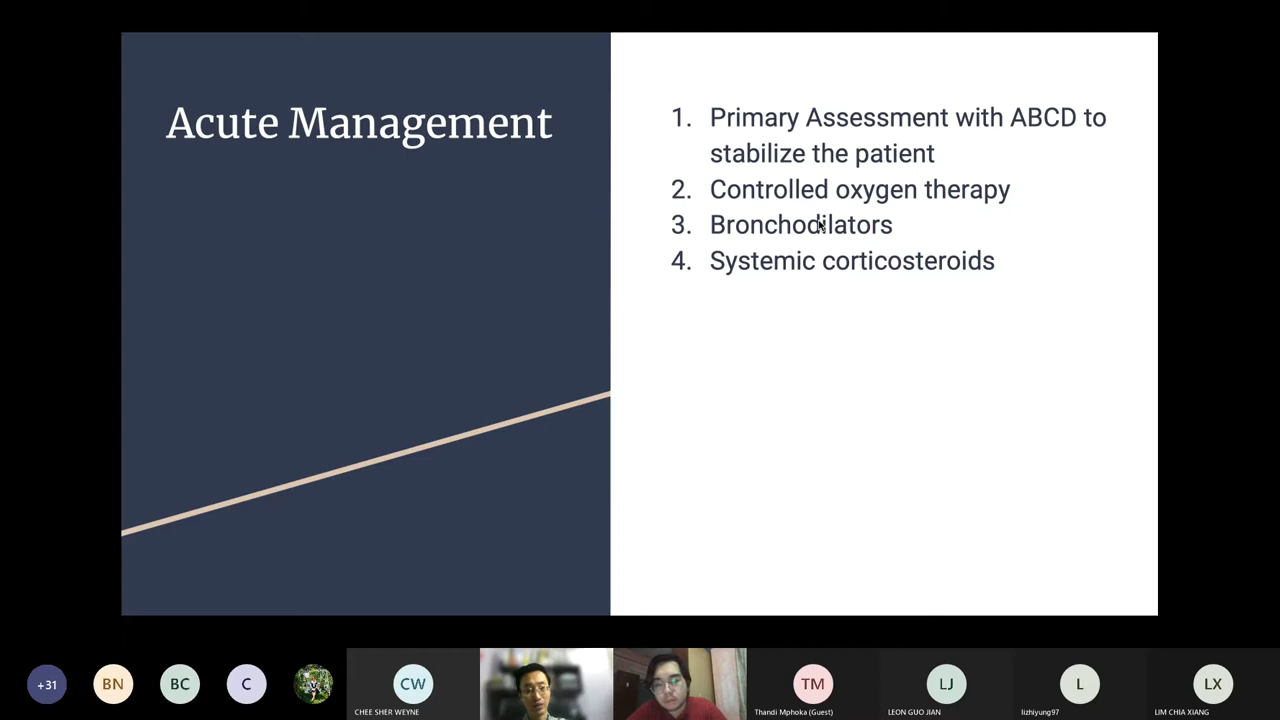 Acute Management
1. Primary Assessment with ABCD to
stabilize the patient
2. Controlled oxygen therapy
3. Bronchodilators
4. Systemic corticosteroids
+31
BN
BC
C
CW
CHEE SHER WEYNE
TM
Thandi Mphoka (Guest)
LJ
LEON GUO JIAN
L
lizhiyung97
LX
LIM CHIA XIANG